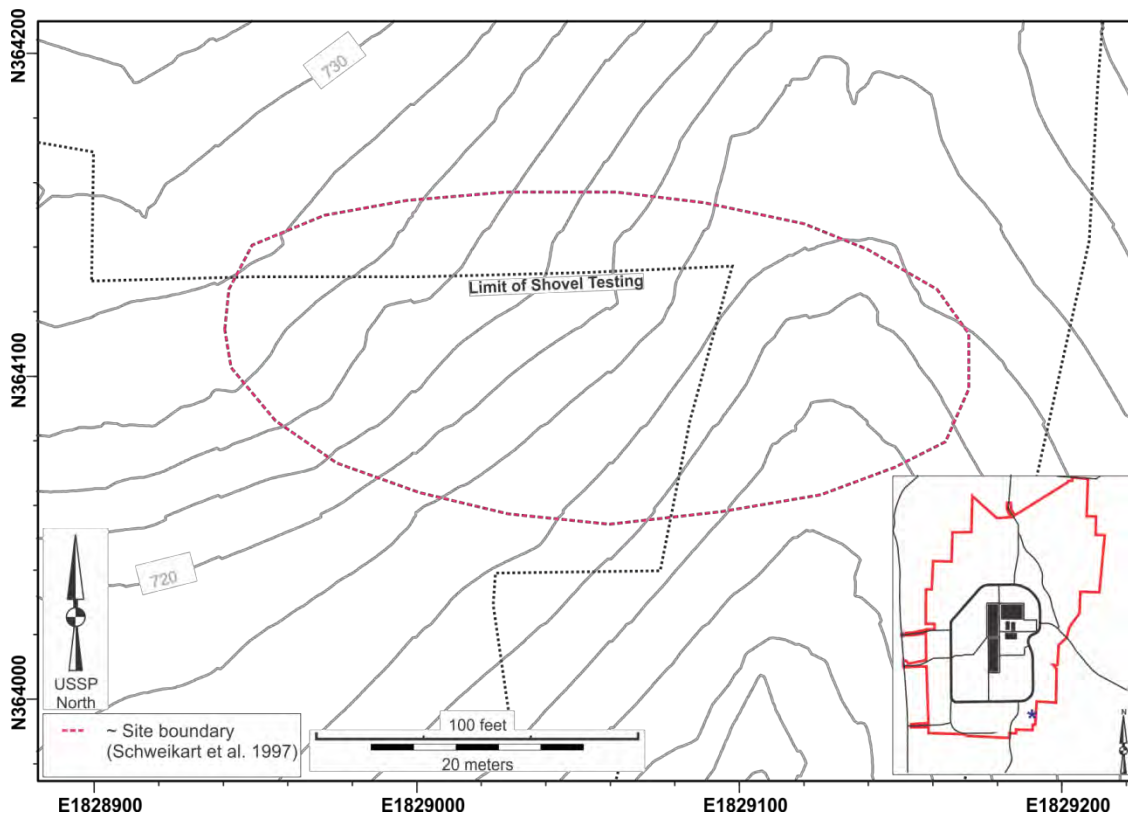 N364200
730
Limit of Shovel Testing
N364100
720
USSP
North
N364000
~ Site boundary
(Schweikart et al. 1997)
100 feet
20 meters
*
N
E1828900
E1829000
E1829100
E1829200